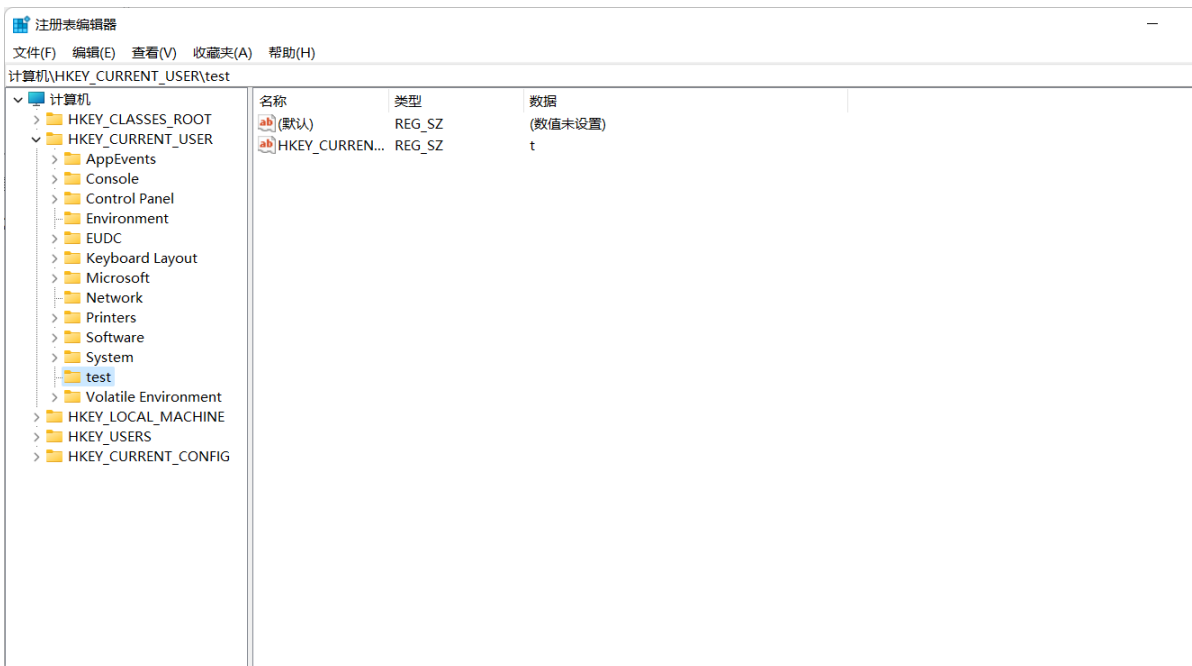 注册表编辑器
文件(F) 编辑(E) 查看(V) 收藏夹(A) 帮助(H)
计算机\HKEY_CURRENT_USER\test
计算机
HKEY_CLASSES_ROOT
HKEY_CURRENT_USER
AppEvents
Console
Control Panel
Environment
EUDC
Keyboard Layout
Microsoft
Network
Printers
Software
System
test
Volatile Environment
HKEY_LOCAL_MACHINE
HKEY_USERS
HKEY_CURRENT_CONFIG
名称 类型 数据
ab (默认) REG_SZ (数值未设置)
ab HKEY_CURREN... REG_SZ t